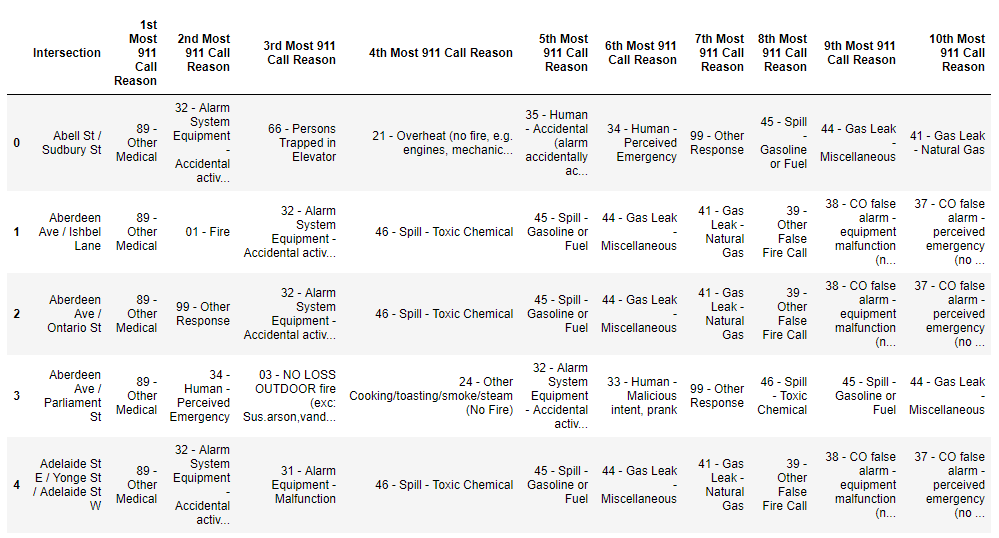 Intersection
1st
Most
911
Call
Reason
2nd Most
911 Call
Reason
3rd Most 911
Call Reason
4th Most 911 Call Reason
5th Most
911 Call
Reason
6th Most 911
Call Reason
7th Most
911 Call
Reason
8th Most
911 Call
Reason
9th Most 911
Call Reason
10th Most
911 Call
Reason
0
Abell St /
Sudbury St
89 -
Other
Medical
32 - Alarm
System
Equipment
-
Accidental
activ...
66 - Persons
Trapped in
Elevator
21 - Overheat (no fire, e.g.
engines, mechanic...
35 - Human
- Accidental
(alarm
accidentally
ac...
34 - Human -
Perceived
Emergency
99 - Other
Response
45 - Spill
-
Gasoline
or Fuel
44 - Gas Leak
-
Miscellaneous
41 - Gas Leak
- Natural Gas
1
Aberdeen
Ave / Ishbel
Lane
89 -
Other
Medical
01 - Fire
32 - Alarm
System
Equipment -
Accidental activ...
46 - Spill - Toxic Chemical
45 - Spill -
Gasoline or
Fuel
44 - Gas Leak
-
Miscellaneous
41 - Gas
Leak -
Natural
Gas
39 -
Other
False
Fire Call
38 - CO false
alarm -
equipment
malfunction
(n...
37 - CO false
alarm -
perceived
emergency
(no ...
2
Aberdeen
Ave /
Ontario St
89 -
Other
Medical
99 - Other
Response
32 - Alarm
System
Equipment -
Accidental activ...
46 - Spill - Toxic Chemical
45 - Spill -
Gasoline or
Fuel
44 - Gas Leak
-
Miscellaneous
41 - Gas
Leak -
Natural
Gas
39 -
Other
False
Fire Call
38 - CO false
alarm -
equipment
malfunction
(n...
37 - CO false
alarm -
perceived
emergency
(no ...
3
Aberdeen
Ave /
Parliament
St
89 -
Other
Medical
34 -
Human -
Perceived
Emergency
03 - NO LOSS
OUTDOOR fire
(exc:
Sus.arson,vand...
24 - Other
Cooking/toasting/smoke/steam
(No Fire)
32 - Alarm
System
Equipment
- Accidental
activ...
33 - Human -
Malicious
intent, prank
99 - Other
Response
46 - Spill
- Toxic
Chemical
45 - Spill -
Gasoline or
Fuel
44 - Gas Leak
-
Miscellaneous
4
Adelaide St
E / Yonge St
/ Adelaide St
W
89 -
Other
Medical
32 - Alarm
System
Equipment
-
Accidental
activ...
31 - Alarm
Equipment -
Malfunction
46 - Spill - Toxic Chemical
45 - Spill -
Gasoline or
Fuel
44 - Gas Leak
-
Miscellaneous
41 - Gas
Leak -
Natural
Gas
39 -
Other
False
Fire Call
38 - CO false
alarm -
equipment
malfunction
(n...
37 - CO false
alarm -
perceived
emergency
(no ...